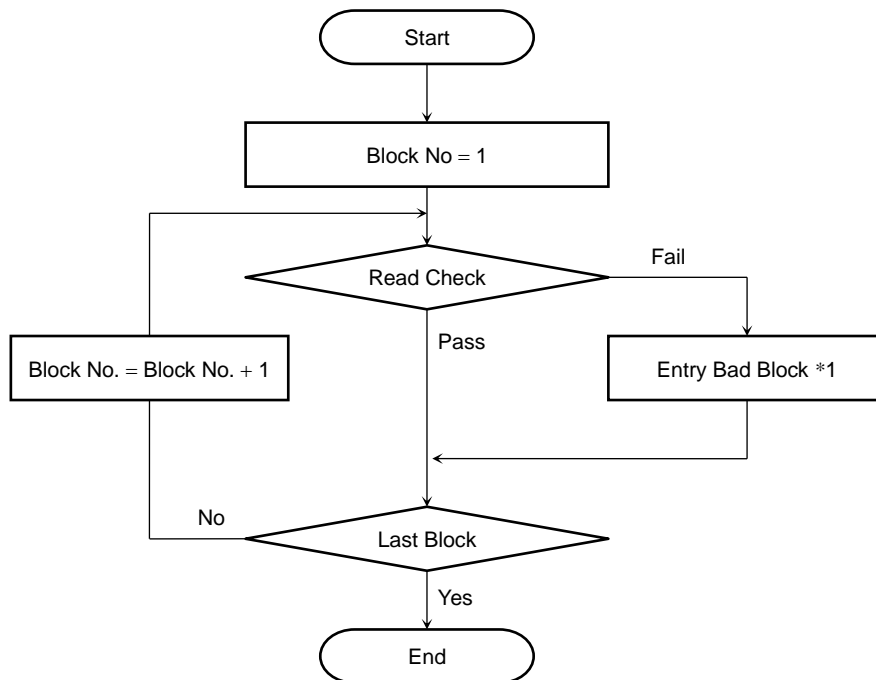 Start
Block No = 1
Read Check
Fail
Pass
Block No. = Block No. + 1
Entry Bad Block *1
No
Last Block
Yes
End